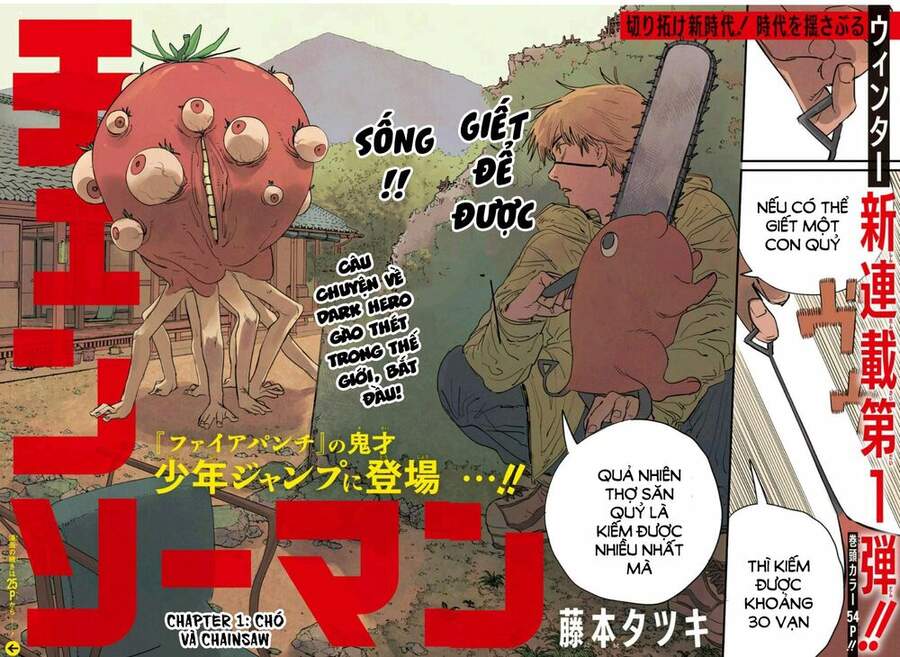 切り拓け新時代！ 時代を揺さぶる
ウィンター新連載第1弾!!
巻頭カラー54P!!
NẾU CÓ THỂ
GIẾT MỘT
CON QUỶ
THÌ KIẾM
ĐƯỢC
KHOẢNG
30 VẠN
QUẢ NHIÊN
THỢ SĂN
QUỶ LÀ
KIẾM ĐƯỢC
NHIỀU NHẤT
MÀ
GIẾT
ĐỂ
ĐƯỢC
SỐNG
!!
CÂU
CHUYỆN VỀ
DARK HERO
GÀO THÉT
TRONG THẾ
GIỚI, BẮT
ĐẦU!
『ファイアパンチ』の鬼才
少年ジャンプに登場 …!!
チェンソーマン
CHAPTER 1: CHÓ
VÀ CHAINSAW
藤本タツキ